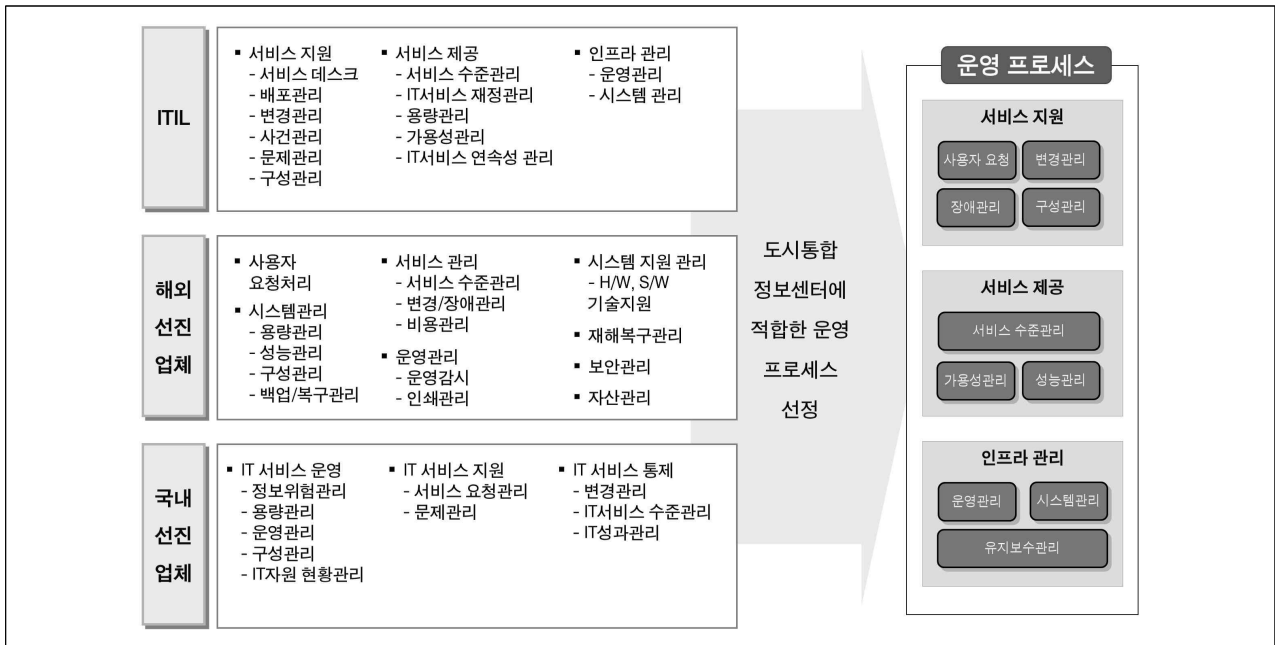 ITIL
▪ 서비스 지원
- 서비스 데스크
- 배포관리
- 변경관리
- 사건관리
- 문제관리
- 구성관리
▪ 서비스 제공
- 서비스 수준관리
- IT서비스 재정관리
- 용량관리
- 가용성관리
- IT서비스 연속성 관리
▪ 인프라 관리
- 운영관리
- 시스템 관리
해외
선진
업체
▪ 사용자
요청처리
▪ 시스템관리
- 용량관리
- 성능관리
- 구성관리
- 백업/복구관리
▪ 서비스 관리
- 서비스 수준관리
- 변경/장애관리
- 비용관리
▪ 운영관리
- 운영감시
- 인쇄관리
▪ 시스템 지원 관리
- H/W, S/W
기술지원
▪ 재해복구관리
▪ 보안관리
▪ 자산관리
국내
선진
업체
▪ IT 서비스 운영
- 정보위험관리
- 용량관리
- 운영관리
- 구성관리
- IT자원 현황관리
▪ IT 서비스 지원
- 서비스 요청관리
- 문제관리
▪ IT 서비스 통제
- 변경관리
- IT서비스 수준관리
- IT성과관리
도시통합
정보센터에
적합한 운영
프로세스
선정
운영 프로세스
서비스 지원
사용자 요청
변경관리
장애관리
구성관리
서비스 제공
서비스 수준관리
가용성관리
성능관리
인프라 관리
운영관리
시스템관리
유지보수관리